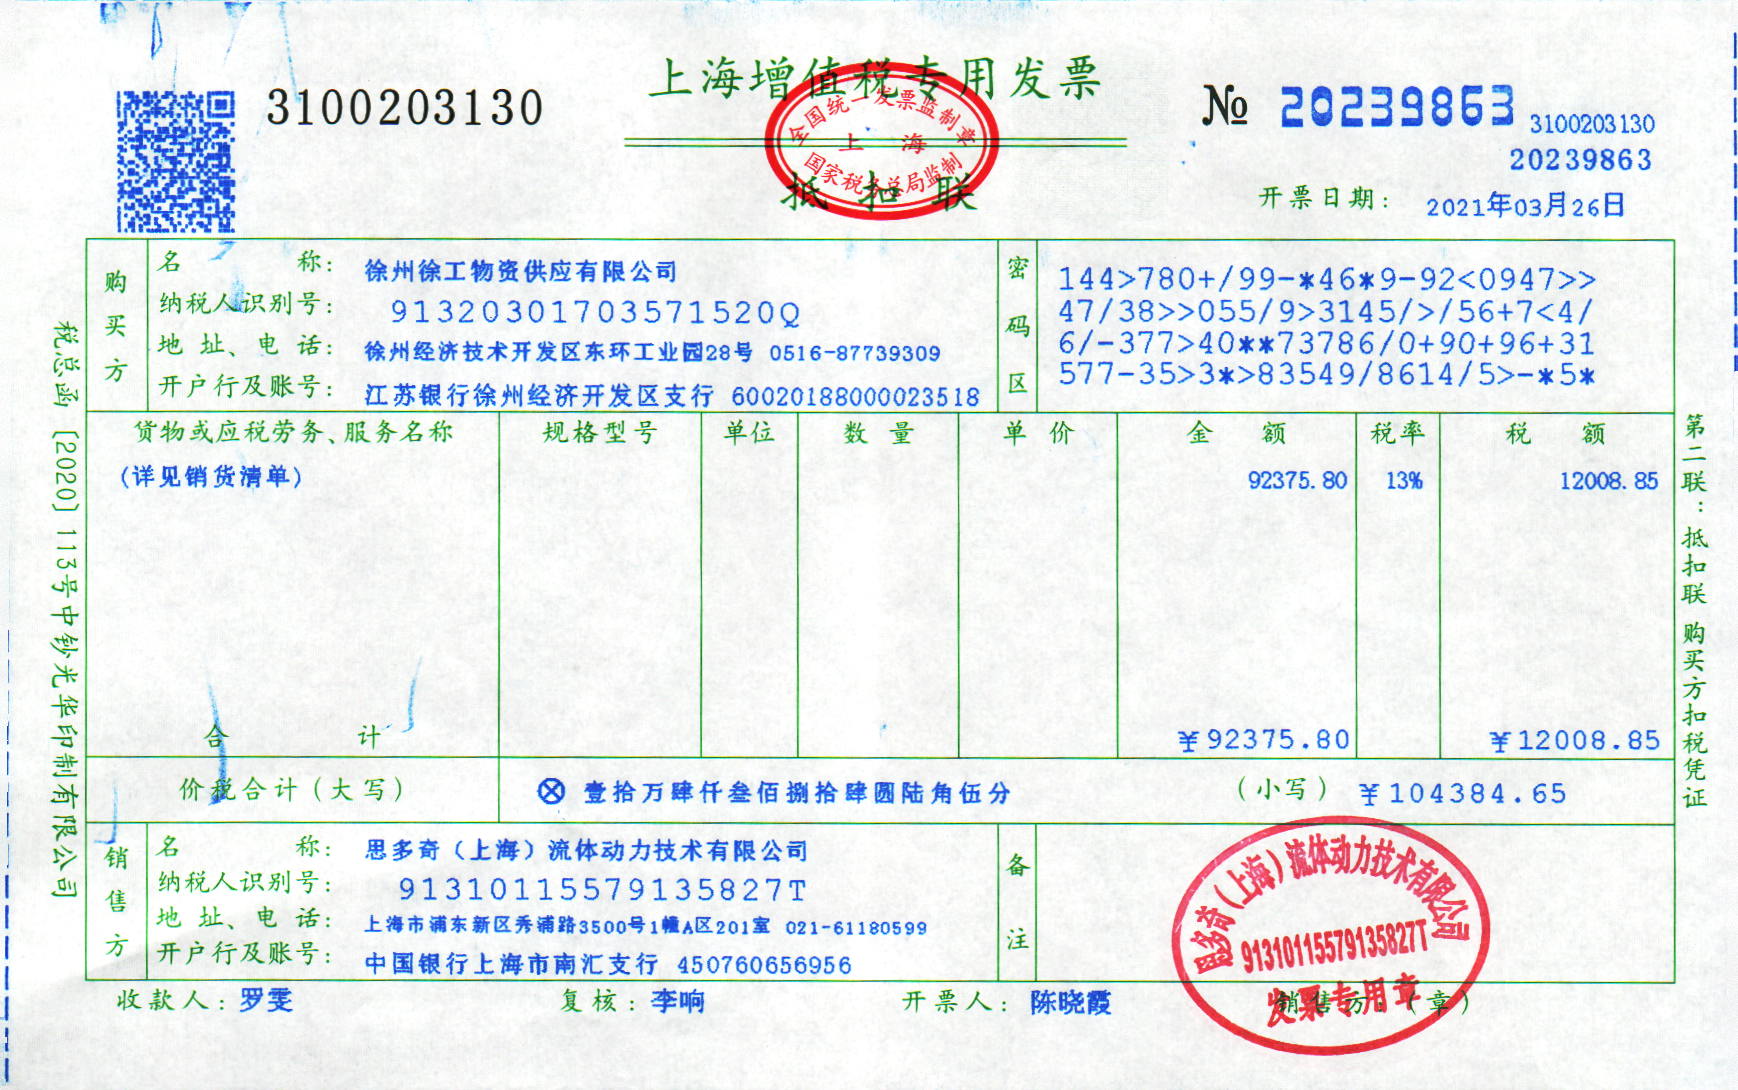 3100203130
上海增值税专用发票
全国统一发票监制章
上海
国家税务总局监制
抵扣联
№ 20239863
3100203130
20239863
开票日期: 2021年03月26日
购买方
名称: 徐州徐工物资供应有限公司
纳税人识别号: 91320301703571520Q
地址、电话: 徐州经济技术开发区东环工业园28号 0516-87739309
开户行及账号: 江苏银行徐州经济开发区支行 60020188000023518
密码区
144>780+/99-*46*9-92<0947>>
47/38>>055/9>3145/>/56+7<4/
6/-377>40**73786/0+90+96+31
577-35>3*>83549/8614/5>-*5*
货物或应税劳务、服务名称 规格型号 单位 数量 单价 金额 税率 税额
(详见销货清单) 92375.80 13% 12008.85
合计 ¥92375.80 ¥12008.85
价税合计(大写) ⊗ 壹拾万肆仟叁佰捌拾肆圆陆角伍分 (小写) ¥104384.65
销售方
名称: 思多奇（上海）流体动力技术有限公司
纳税人识别号: 91310115579135827T
地址、电话: 上海市浦东新区秀浦路3500号1幢A区201室 021-61180599
开户行及账号: 中国银行上海市南汇支行 450760656956
备注
思多奇(上海)流体动力技术有限公司
91310115579135827T
发票专用章
收款人: 罗雯 复核: 李响 开票人: 陈晓霞 销售方:(章)
税总函〔2020〕113号中钞光华印制有限公司
第二联:抵扣联 购买方扣税凭证